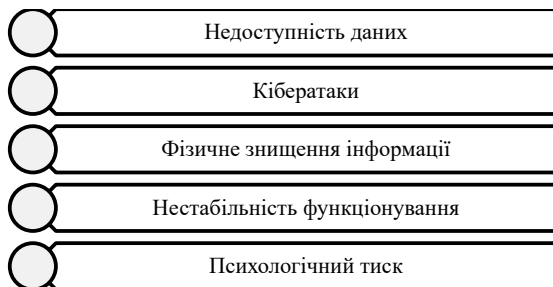 Недоступність даних
Кібератаки
Фізичне знищення інформації
Нестабільність функціонування
Психологічний тиск